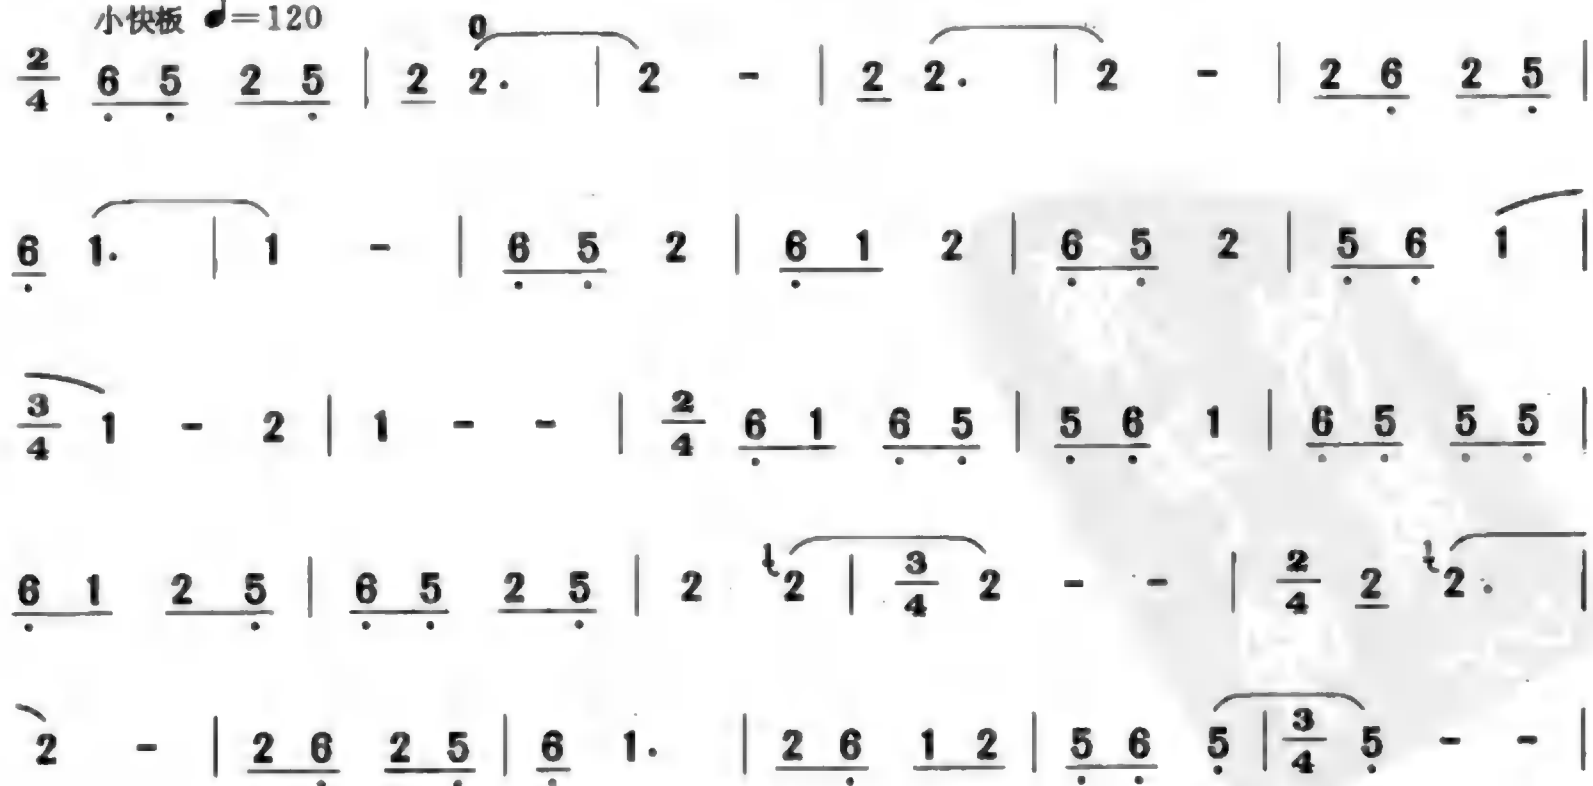 小快板 ♩=120
0
2/4 6̣ 5̣ 2 5̣ | 2 2. | 2 - | 2 2. | 2 - | 2 6̣ 2 5̣ |
6̣ 1. | 1 - | 6̣ 5̣ 2 | 6̣ 1 2 | 6̣ 5̣ 2 | 5̣ 6̣ 1 |
3/4 1 - 2 | 1 - - | 2/4 6̣ 1 6̣ 5̣ | 5̣ 6̣ 1 | 6̣ 5̣ 5̣ 5̣ |
6̣ 1 2 5̣ | 6̣ 5̣ 2 5̣ | 2 2 | 3/4 2 - - | 2/4 2 2. |
2 - | 2 6̣ 2 5̣ | 6̣ 1. | 2 6̣ 1 2 | 5̣ 6̣ 5̣ | 3/4 5̣ - - |